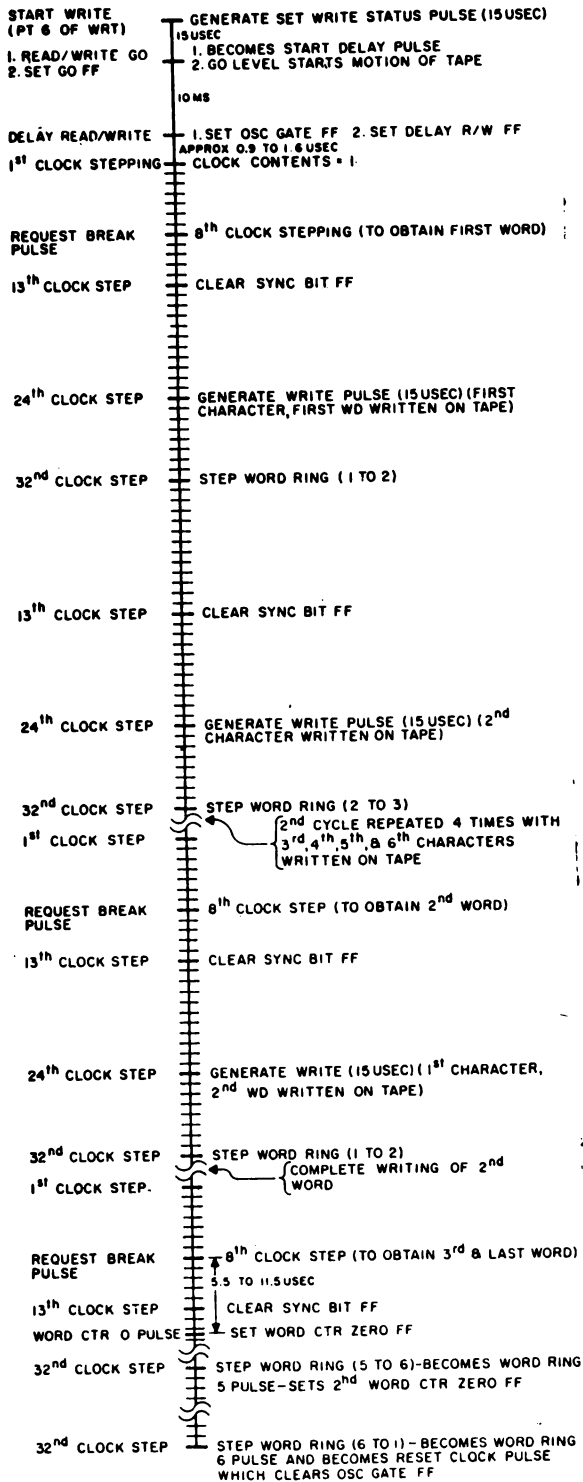 START WRITE
(PT 6 OF WRT)
GENERATE SET WRITE STATUS PULSE (15USEC)
15USEC
1. READ/WRITE GO
2. SET GO FF
1. BECOMES START DELAY PULSE
2. GO LEVEL STARTS MOTION OF TAPE
10 MS
DELAY READ/WRITE
1. SET OSC GATE FF 2. SET DELAY R/W FF
APPROX 0.9 TO 1.6 USEC
1st CLOCK STEPPING
CLOCK CONTENTS = 1.
REQUEST BREAK
PULSE
8th CLOCK STEPPING (TO OBTAIN FIRST WORD)
13th CLOCK STEP
CLEAR SYNC BIT FF
24th CLOCK STEP
GENERATE WRITE PULSE (15USEC) (FIRST
CHARACTER, FIRST WD WRITTEN ON TAPE)
32nd CLOCK STEP
STEP WORD RING (1 TO 2)
13th CLOCK STEP
CLEAR SYNC BIT FF
24th CLOCK STEP
GENERATE WRITE PULSE (15USEC) (2nd
CHARACTER WRITTEN ON TAPE)
32nd CLOCK STEP
STEP WORD RING (2 TO 3)
2nd CYCLE REPEATED 4 TIMES WITH
3rd, 4th, 5th, & 6th CHARACTERS
WRITTEN ON TAPE
1st CLOCK STEP
REQUEST BREAK
PULSE
8th CLOCK STEP (TO OBTAIN 2nd WORD)
13th CLOCK STEP
CLEAR SYNC BIT FF
24th CLOCK STEP
GENERATE WRITE (15USEC) (1st CHARACTER,
2nd WD WRITTEN ON TAPE)
32nd CLOCK STEP
STEP WORD RING (1 TO 2)
COMPLETE WRITING OF 2nd
WORD
1st CLOCK STEP.
REQUEST BREAK
PULSE
8th CLOCK STEP (TO OBTAIN 3rd & LAST WORD)
5.5 TO 11.5USEC
13th CLOCK STEP
CLEAR SYNC BIT FF
WORD CTR O PULSE
SET WORD CTR ZERO FF
32nd CLOCK STEP
STEP WORD RING (5 TO 6)-BECOMES WORD RING
5 PULSE-SETS 2nd WORD CTR ZERO FF
32nd CLOCK STEP
STEP WORD RING (6 TO 1)-BECOMES WORD RING
6 PULSE AND BECOMES RESET CLOCK PULSE
WHICH CLEARS OSC GATE FF